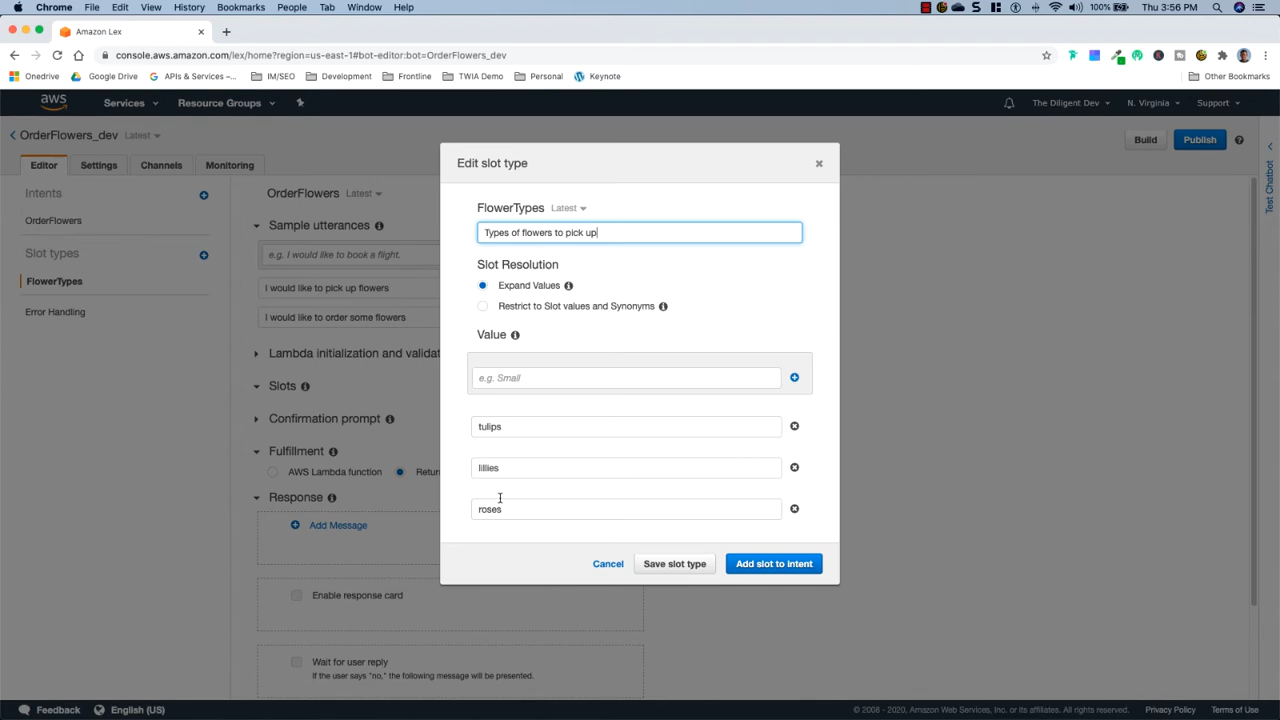 Chrome File Edit View History Bookmarks People Tab Window Help 100% Thu 3:56 PM
Amazon Lex
console.aws.amazon.com/lex/home?region=us-east-1#bot-editor:bot=OrderFlowers_dev
Onedrive Google Drive APIs & Services –... IM/SEO Development Frontline TWIA Demo Personal Keynote Other Bookmarks
aws Services Resource Groups The Diligent Dev N. Virginia Support
OrderFlowers_dev Latest Build Publish
Editor Settings Channels Monitoring
Test Chatbot
Intents
OrderFlowers
Slot types
FlowerTypes
Error Handling
OrderFlowers Latest
Sample utterances
e.g. I would like to book a flight.
I would like to pick up flowers
I would like to order some flowers
Lambda initialization and validat
Slots
Confirmation prompt
Fulfillment
AWS Lambda function Retur
Response
Add Message
Enable response card
Wait for user reply
If the user says "no," the following message will be presented.
Edit slot type
FlowerTypes Latest
Types of flowers to pick up
Slot Resolution
Expand Values
Restrict to Slot values and Synonyms
Value
e.g. Small
tulips
lillies
roses
Cancel Save slot type Add slot to intent
Feedback English (US) © 2008 - 2020, Amazon Web Services, Inc. or its affiliates. All rights reserved. Privacy Policy Terms of Use